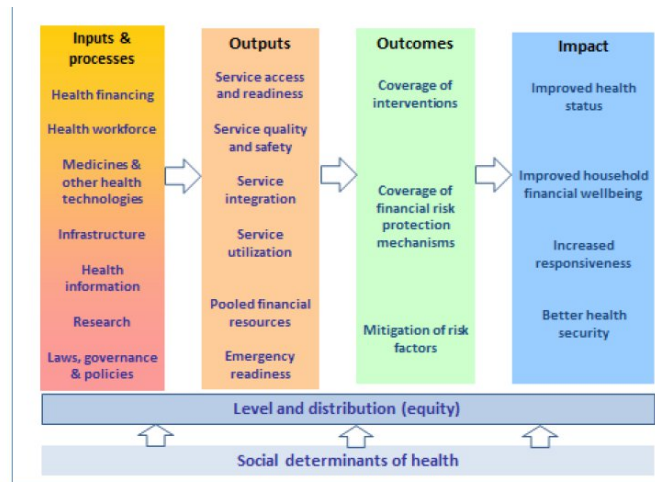 Inputs &
processes
Health financing
Health workforce
Medicines &
other health
technologies
Infrastructure
Health
information
Research
Laws, governance
& policies
Outputs
Service access
and readiness
Service quality
and safety
Service
integration
Service
utilization
Pooled financial
resources
Emergency
readiness
Outcomes
Coverage of
interventions
Coverage of
financial risk
protection
mechanisms
Mitigation of risk
factors
Impact
Improved health
status
Improved household
financial wellbeing
Increased
responsiveness
Better health
security
Level and distribution (equity)
Social determinants of health